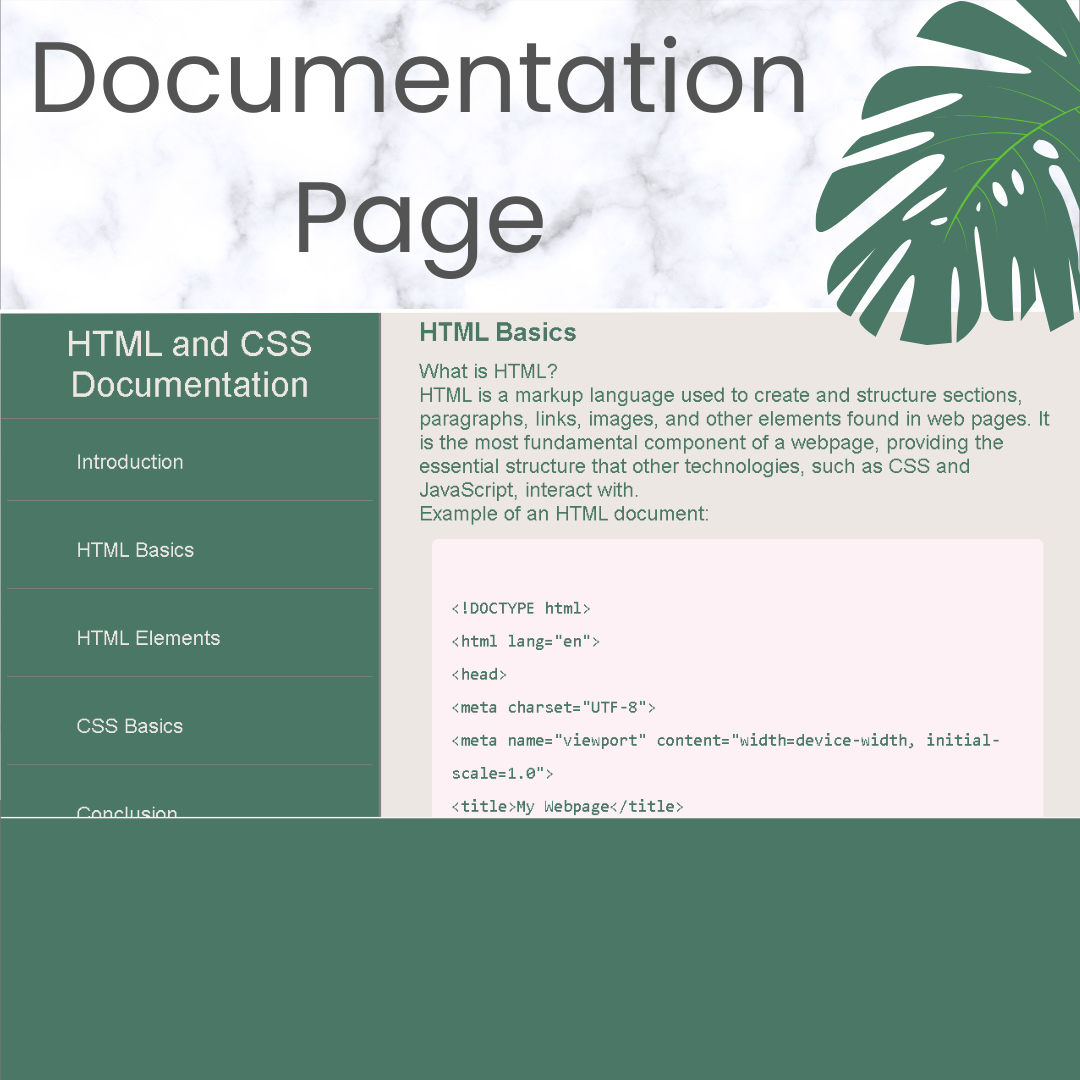 Documentation
Page
HTML and CSS
Documentation
Introduction
HTML Basics
HTML Elements
CSS Basics
Conclusion
HTML Basics
What is HTML?
HTML is a markup language used to create and structure sections,
paragraphs, links, images, and other elements found in web pages. It
is the most fundamental component of a webpage, providing the
essential structure that other technologies, such as CSS and
JavaScript, interact with.
Example of an HTML document:
<!DOCTYPE html>
<html lang="en">
<head>
<meta charset="UTF-8">
<meta name="viewport" content="width=device-width, initial-
scale=1.0">
<title>My Webpage</title>